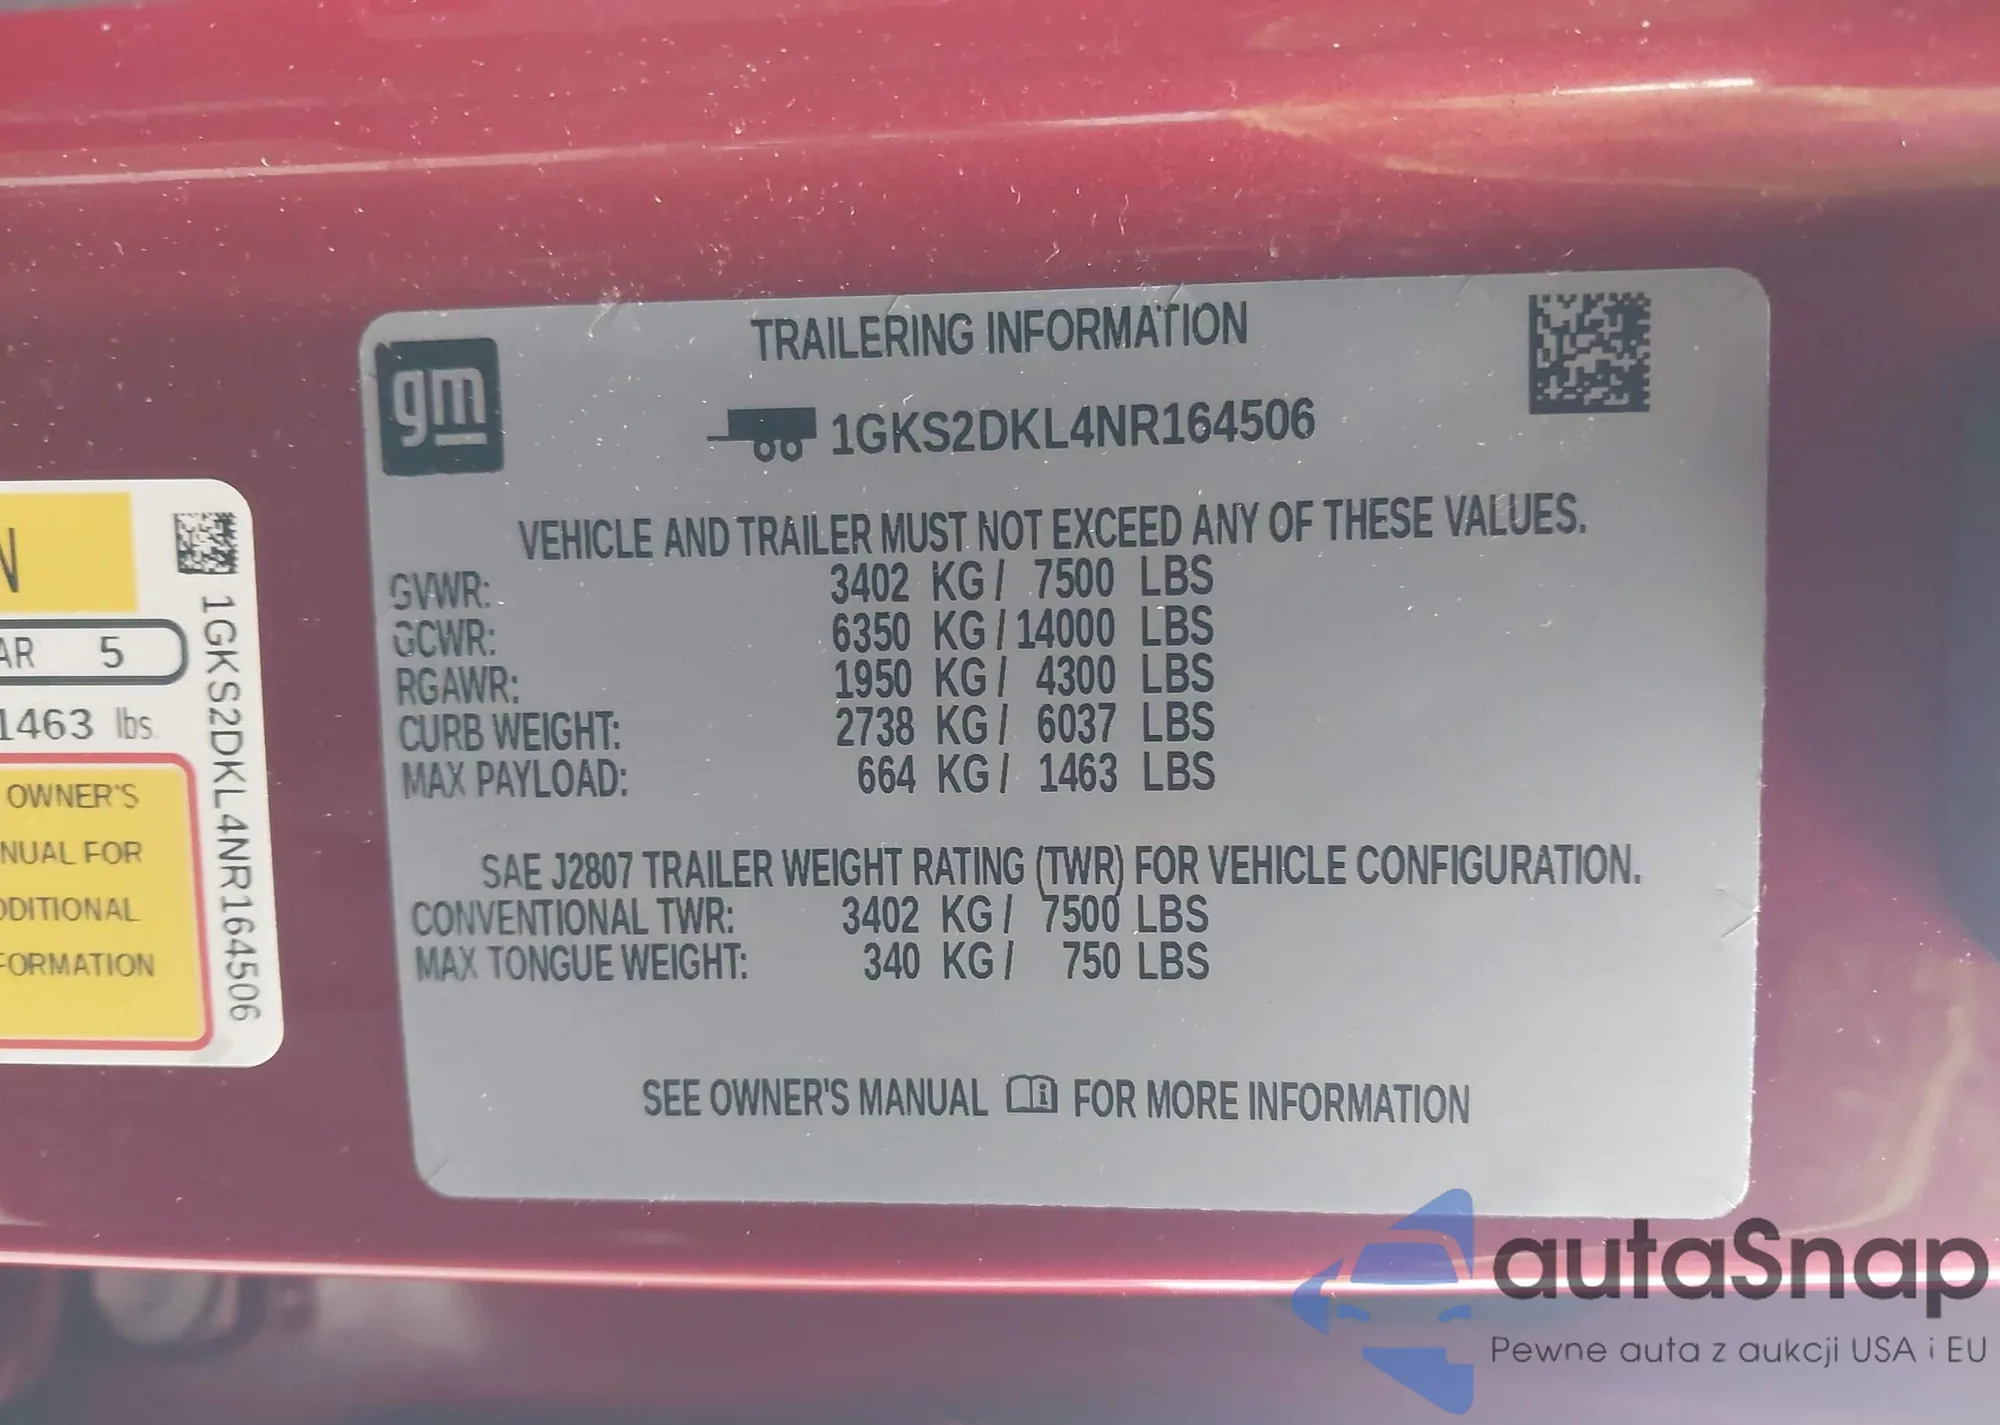 gm
TRAILERING INFORMATION
1GKS2DKL4NR164506
VEHICLE AND TRAILER MUST NOT EXCEED ANY OF THESE VALUES.
GVWR: 3402 KG / 7500 LBS
GCWR: 6350 KG / 14000 LBS
RGAWR: 1950 KG / 4300 LBS
CURB WEIGHT: 2738 KG / 6037 LBS
MAX PAYLOAD: 664 KG / 1463 LBS
SAE J2807 TRAILER WEIGHT RATING (TWR) FOR VEHICLE CONFIGURATION.
CONVENTIONAL TWR: 3402 KG / 7500 LBS
MAX TONGUE WEIGHT: 340 KG / 750 LBS
SEE OWNER'S MANUAL FOR MORE INFORMATION
N
AR 5
1463 lbs.
OWNER'S
NUAL FOR
DDITIONAL
FORMATION
1GKS2DKL4NR164506
autaSnap
Pewne auta z aukcji USA i EU